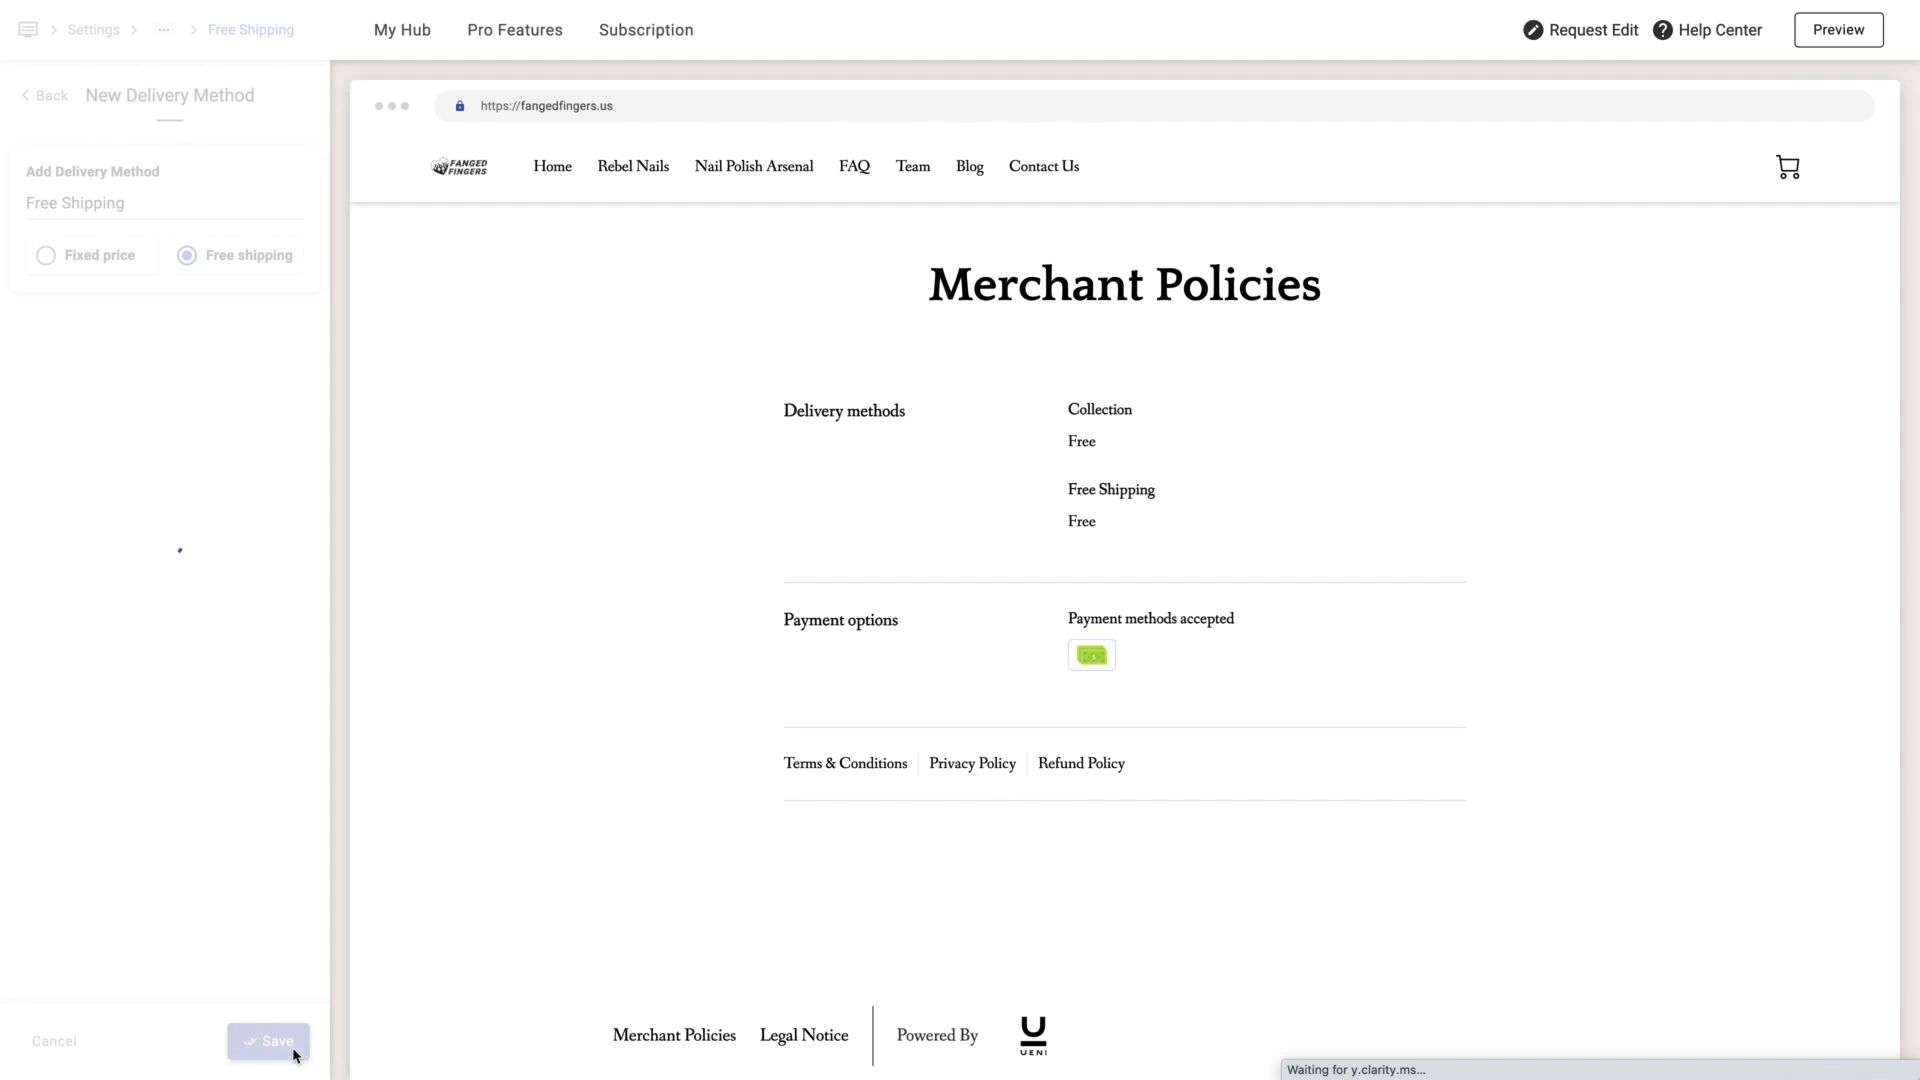 Settings ... Free Shipping
My Hub Pro Features Subscription
Request Edit Help Center Preview
Back New Delivery Method
Add Delivery Method
Free Shipping
Fixed price Free shipping
Cancel Save
https://fangedfingers.us
FANGED
FINGERS
Home Rebel Nails Nail Polish Arsenal FAQ Team Blog Contact Us
Merchant Policies
Delivery methods
Collection
Free
Free Shipping
Free
Payment options
Payment methods accepted
Terms & Conditions Privacy Policy Refund Policy
Merchant Policies Legal Notice Powered By
UENI
Waiting for y.clarity.ms...